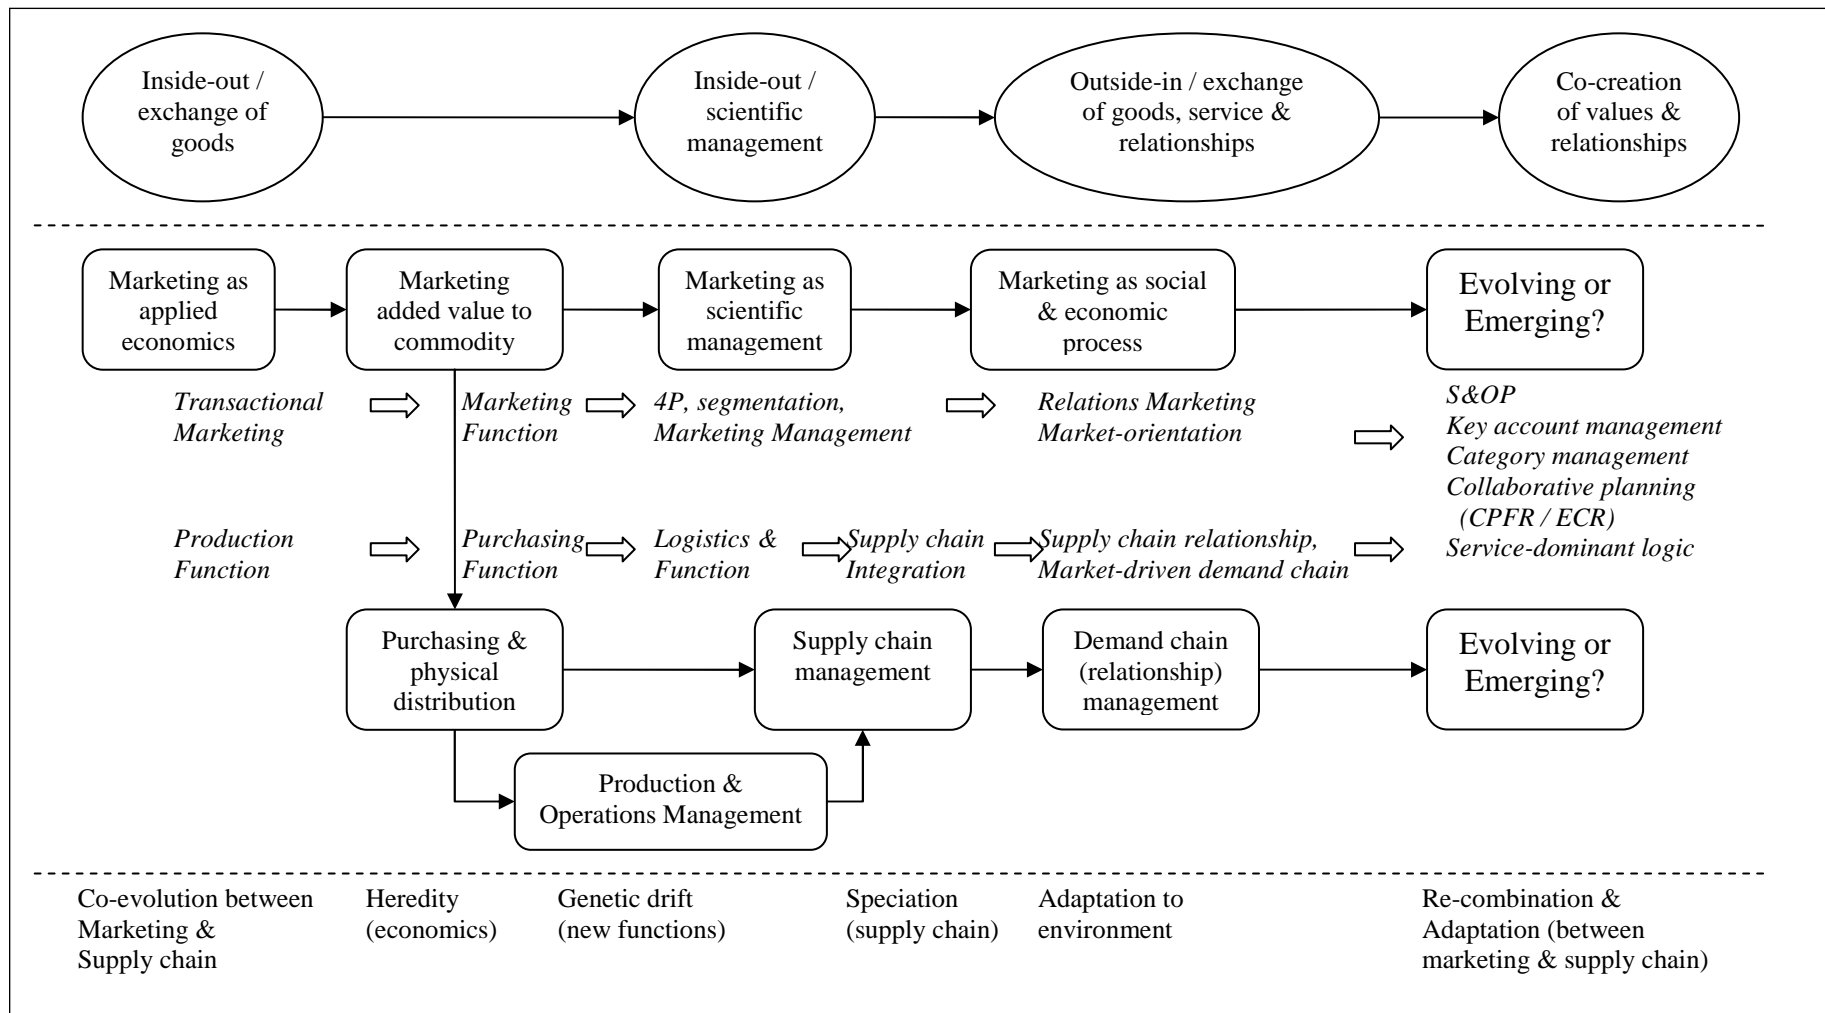 Inside-out /
exchange of
goods
Inside-out /
scientific
management
Outside-in / exchange
of goods, service &
relationships
Co-creation
of values &
relationships
Marketing as
applied
economics
Marketing
added value to
commodity
Marketing as
scientific
management
Marketing as social
& economic
process
Evolving or
Emerging?
Transactional
Marketing
Marketing
Function
4P, segmentation,
Marketing Management
Relations Marketing
Market-orientation
S&OP
Key account management
Category management
Collaborative planning
(CPFR / ECR)
Service-dominant logic
Production
Function
Purchasing
Function
Logistics &
Function
Supply chain
Integration
Supply chain relationship,
Market-driven demand chain
Purchasing &
physical
distribution
Supply chain
management
Demand chain
(relationship)
management
Evolving or
Emerging?
Production &
Operations Management
Co-evolution between
Marketing &
Supply chain
Heredity
(economics)
Genetic drift
(new functions)
Speciation
(supply chain)
Adaptation to
environment
Re-combination &
Adaptation (between
marketing & supply chain)